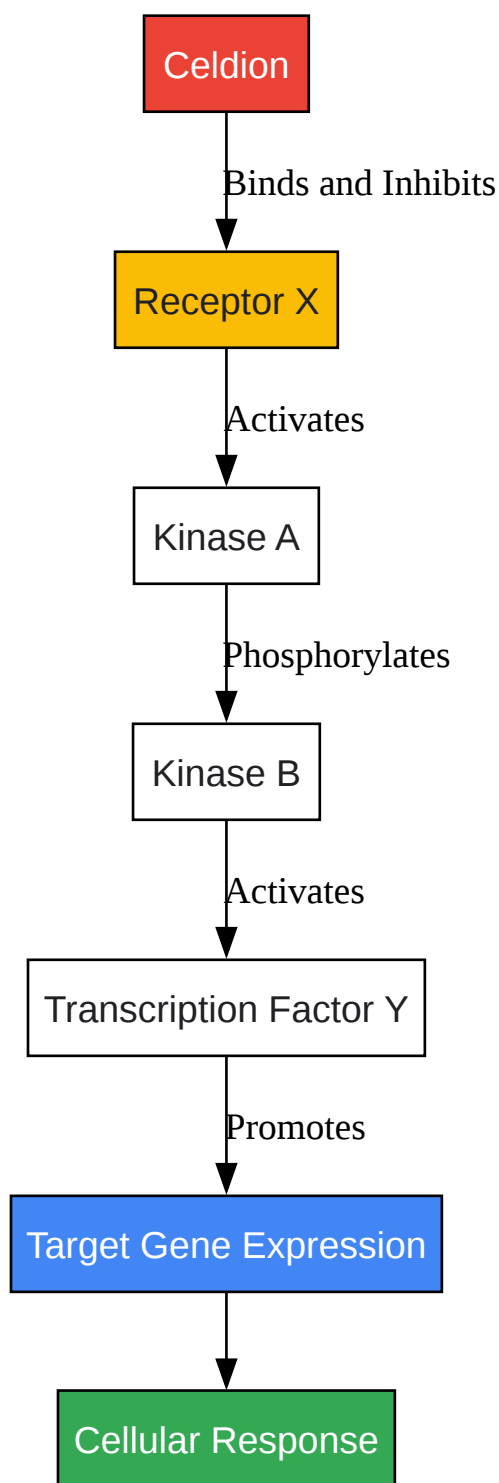 Celdion
Binds and Inhibits
Receptor X
Activates
Kinase A
Phosphorylates
Kinase B
Activates
Transcription Factor Y
Promotes
Target Gene Expression
Cellular Response